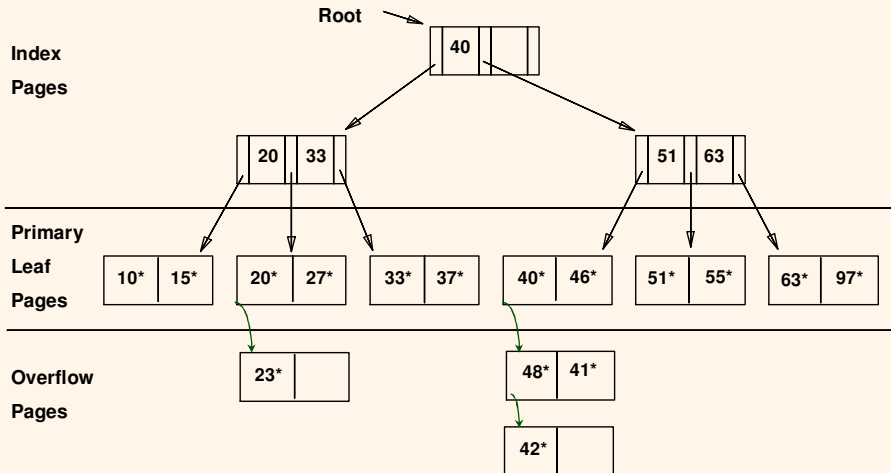 Root
Index
Pages
40
20 33
51 63
Primary
Leaf
Pages
10* 15*
20* 27*
33* 37*
40* 46*
51* 55*
63* 97*
Overflow
Pages
23*
48* 41*
42*